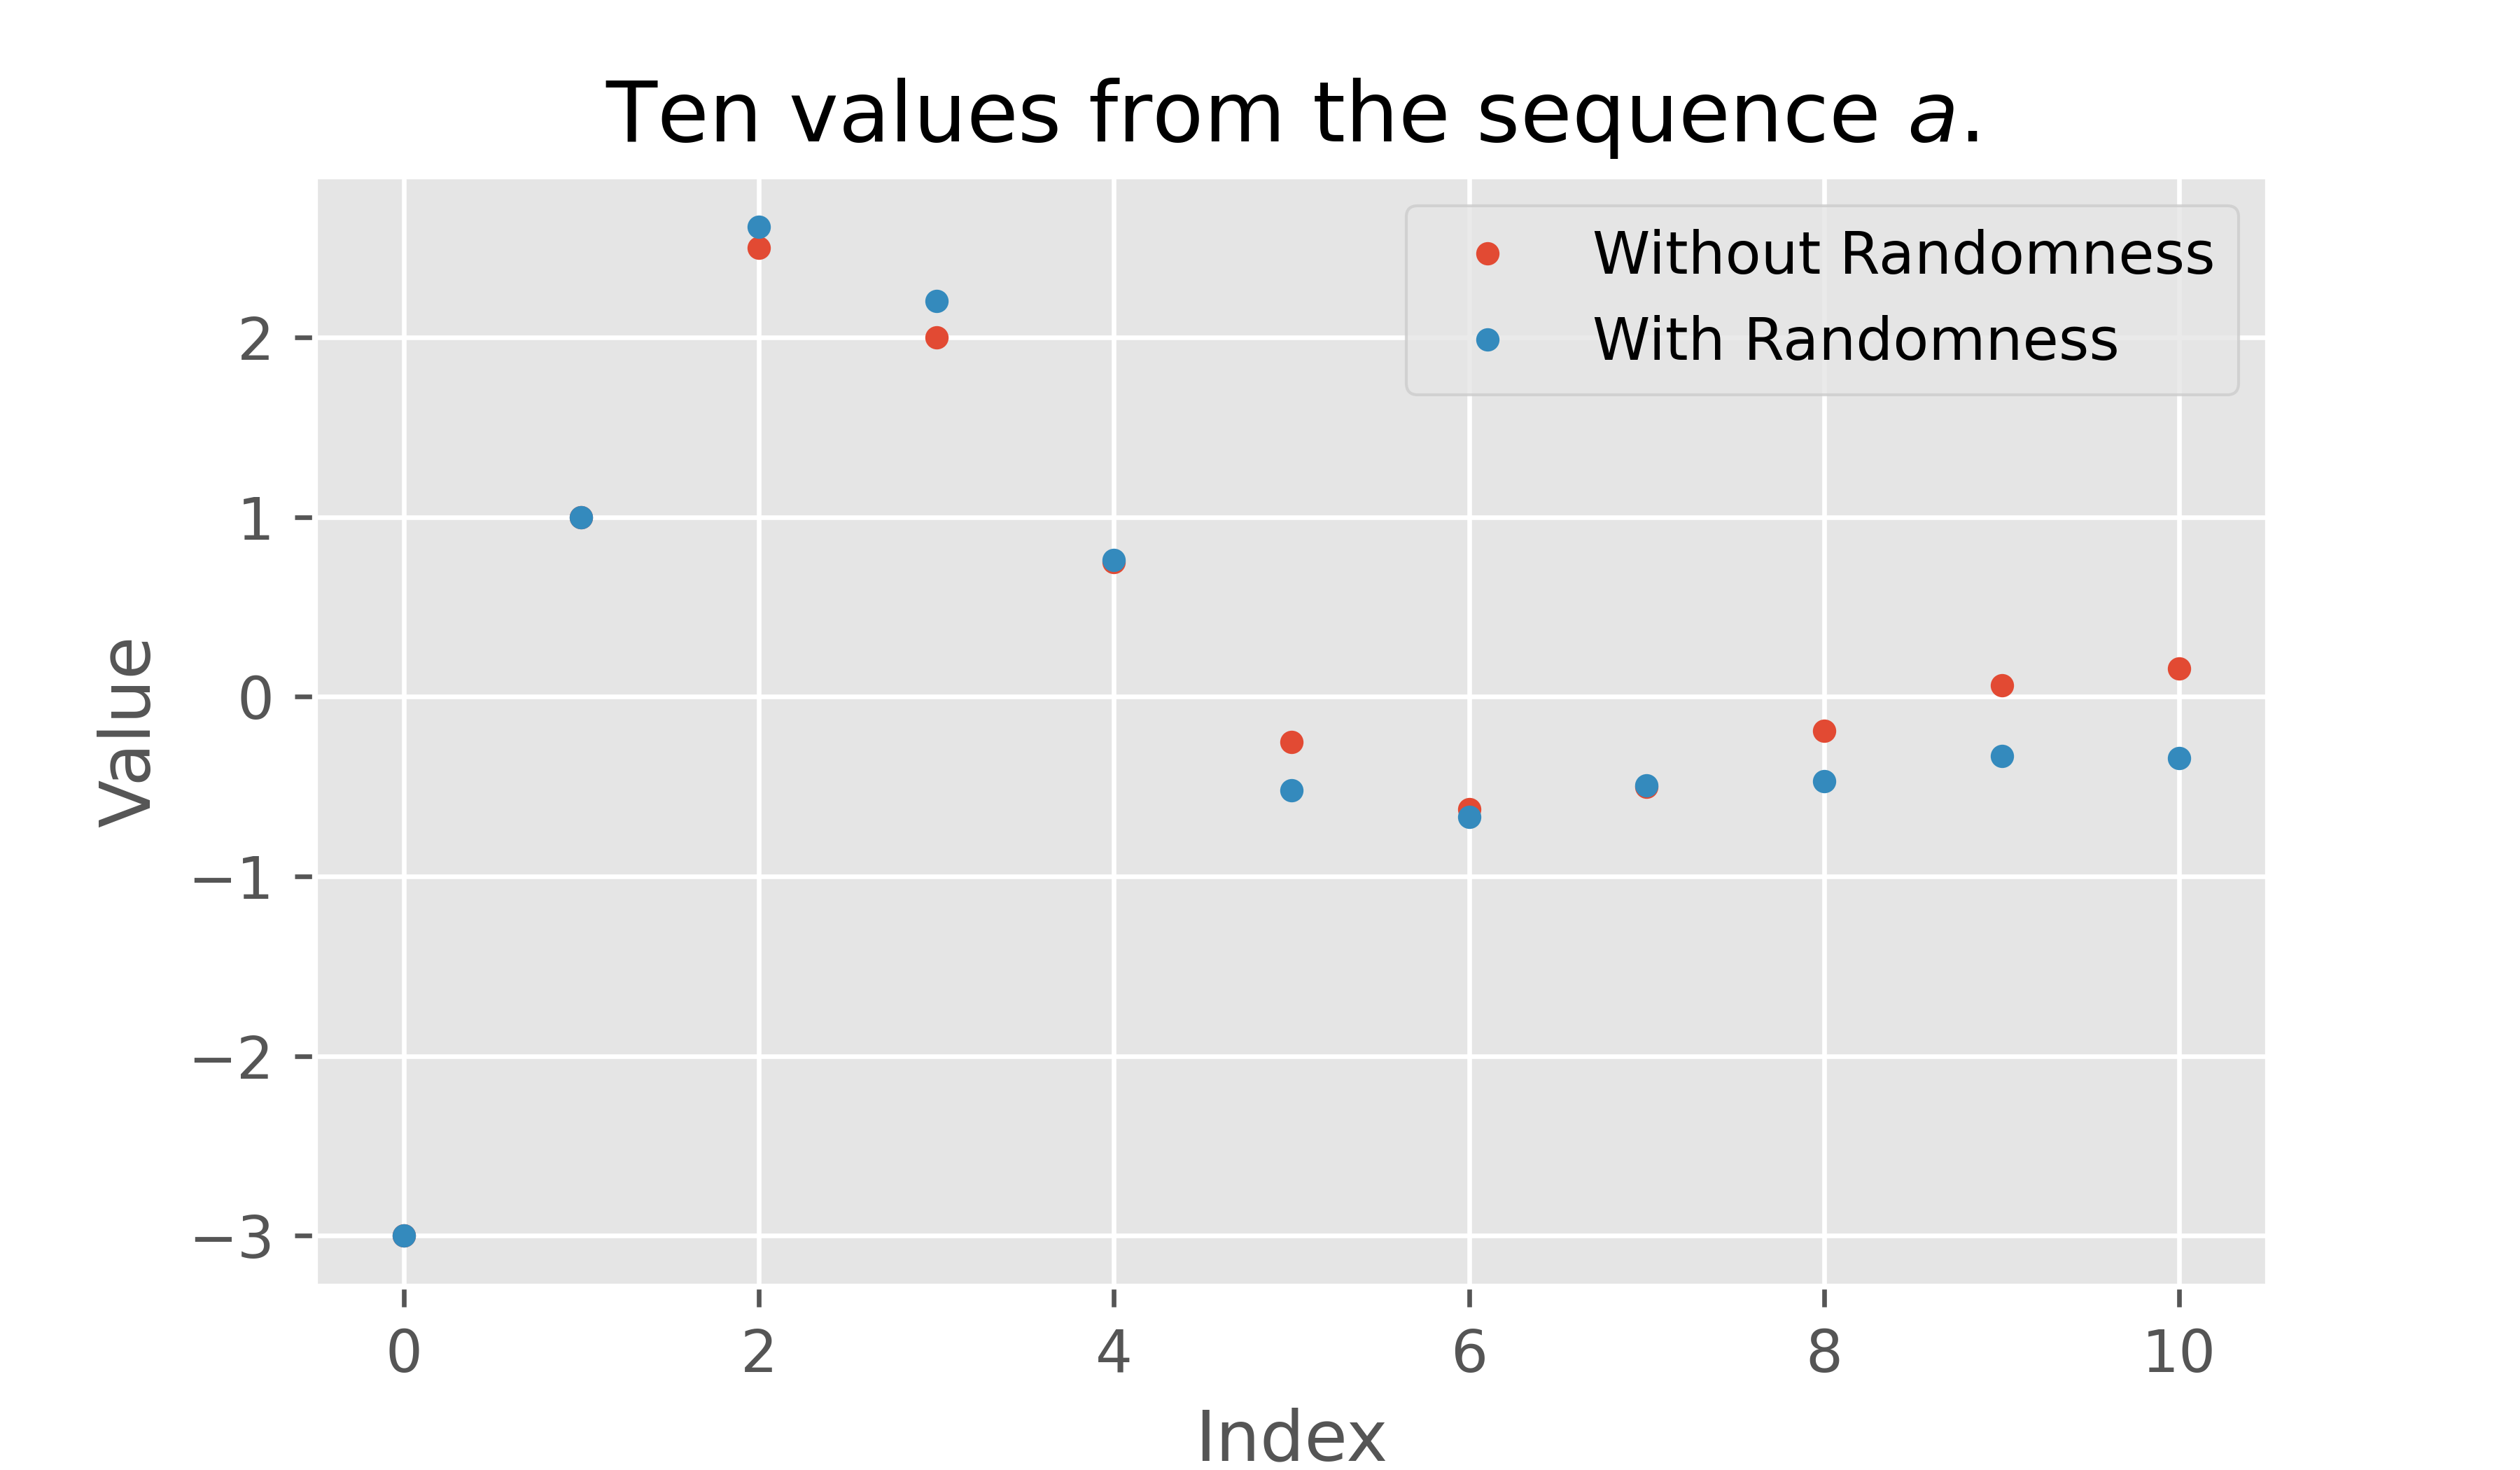 Ten values from the sequence a.
Without Randomness
With Randomness
2
1
0
−1
−2
−3
Value
0 2 4 6 8 10
Index